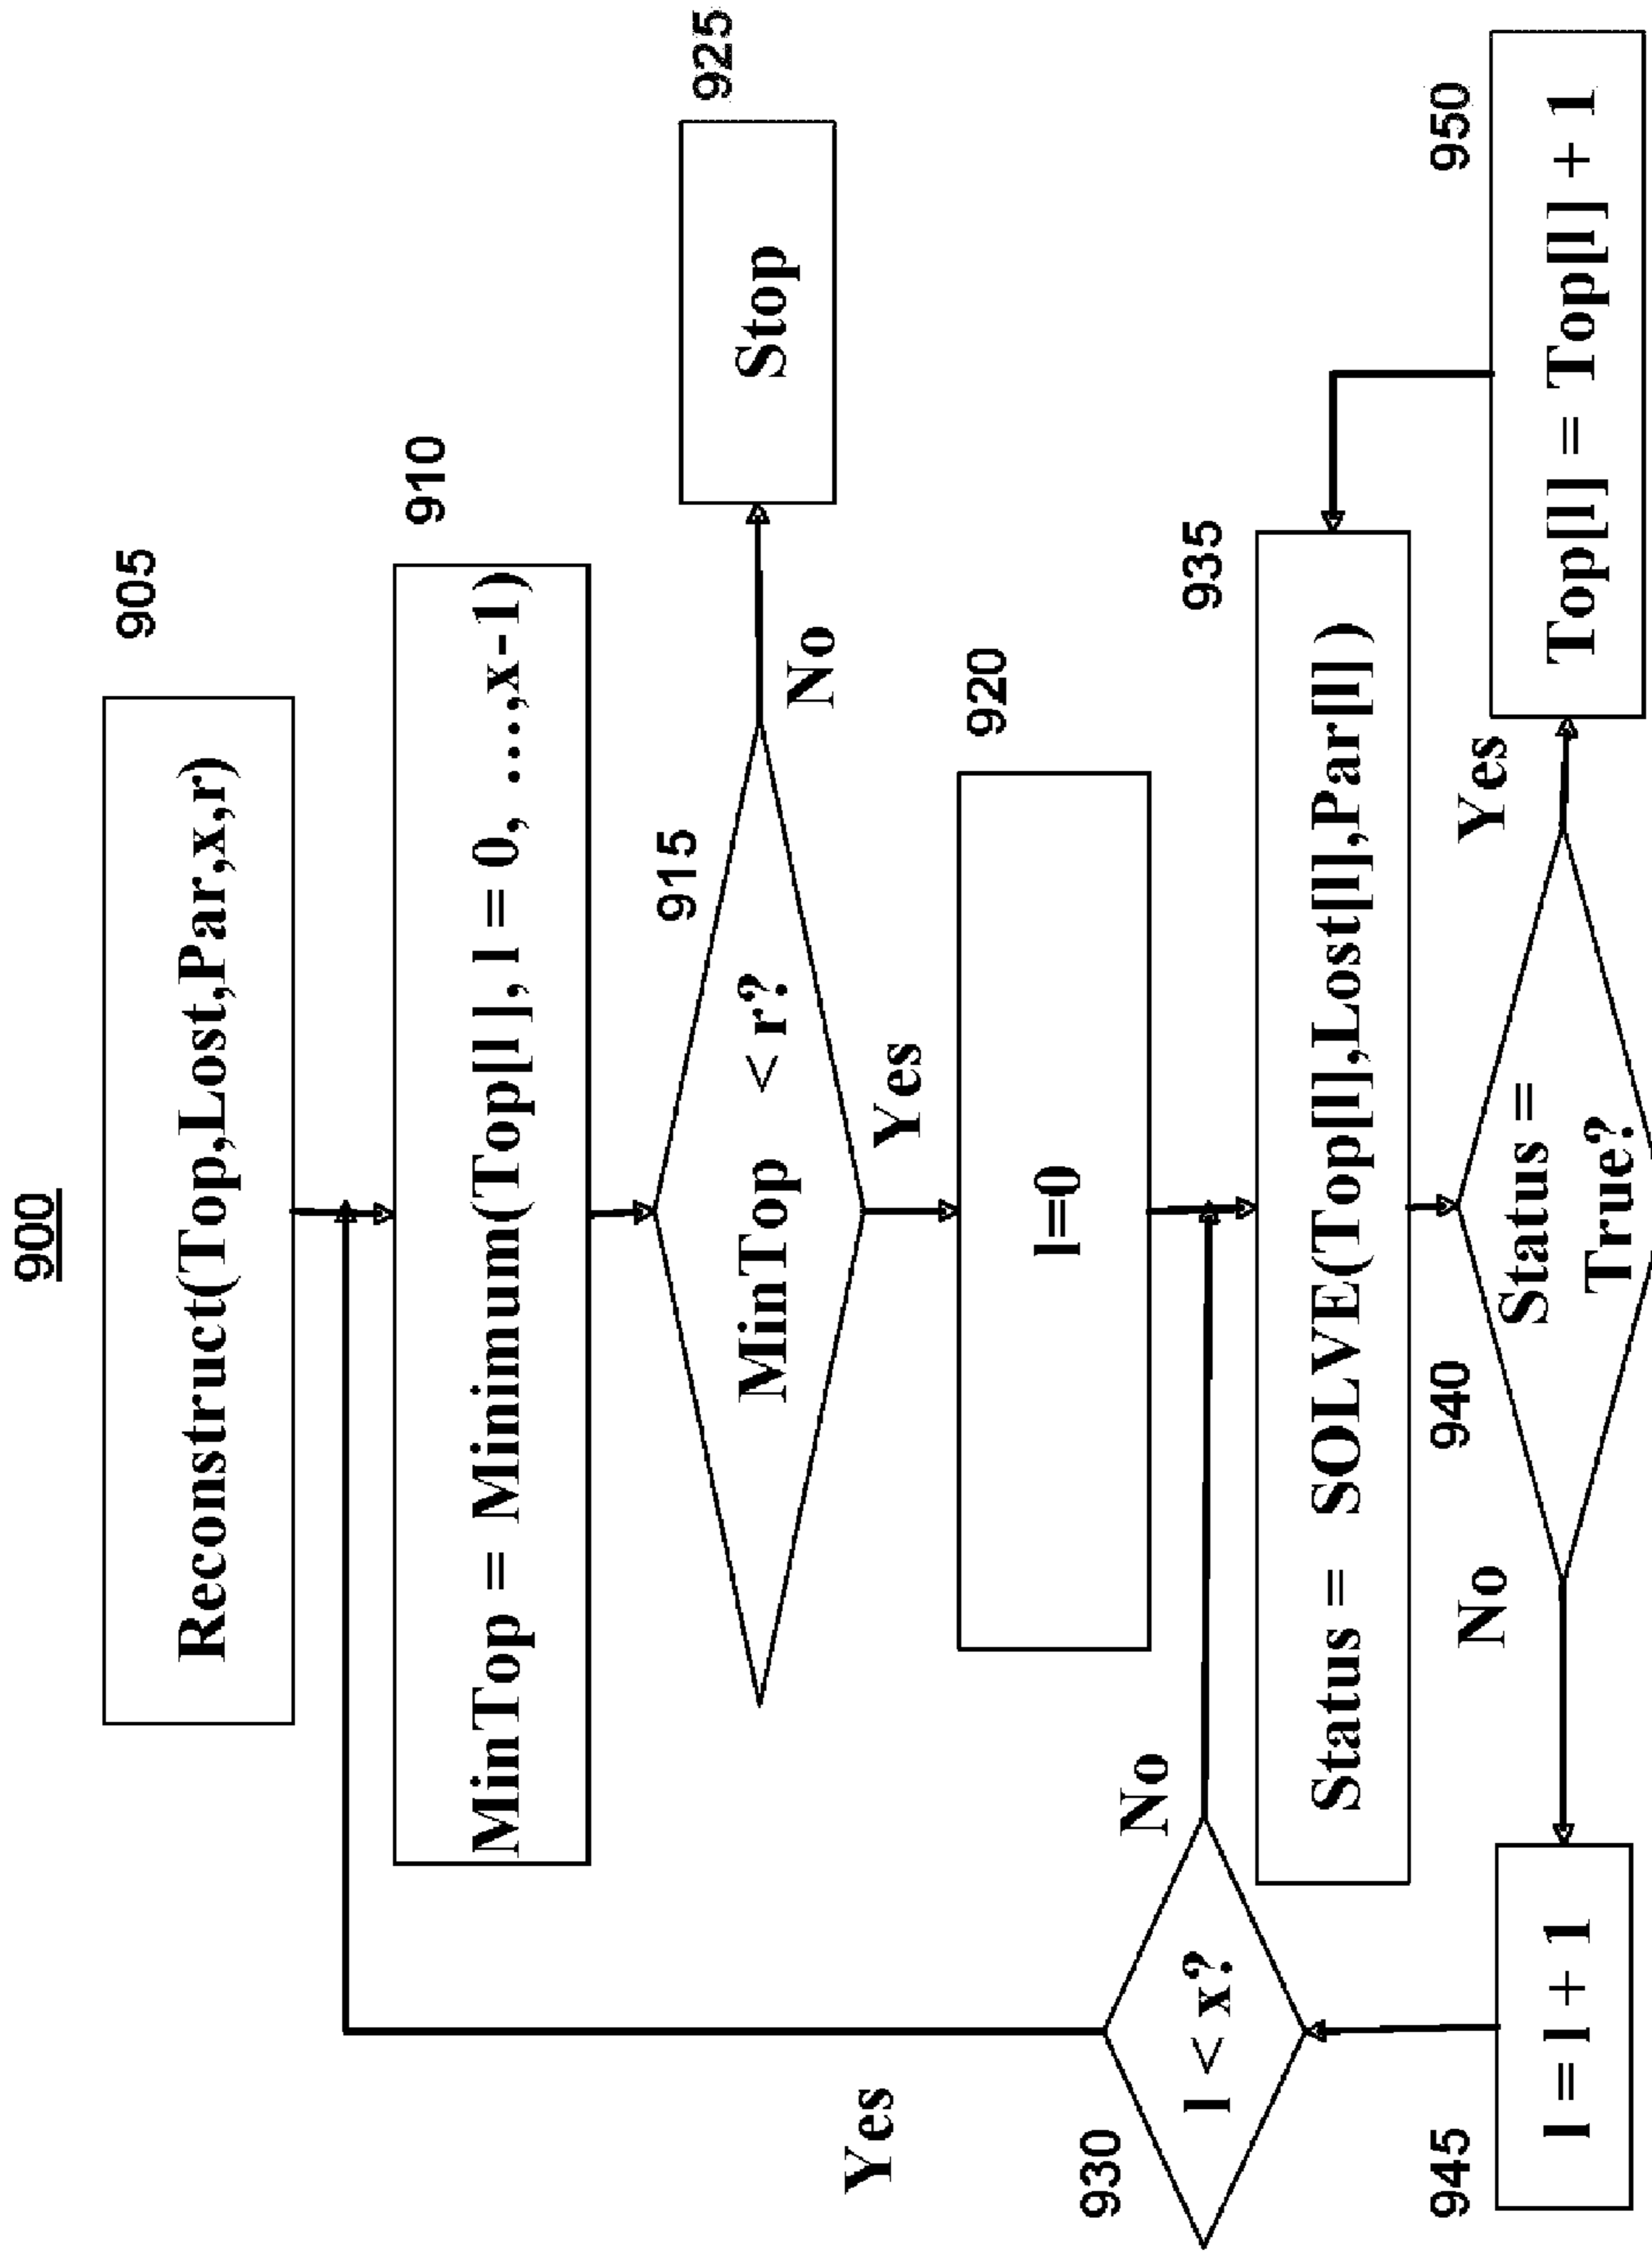 900
905
Reconstruct(Top,Lost,Par,x,r)
910
MinTop = Minimum(Top[l], l = 0, ...,x-1)
915
MinTop < r?
No
925
Stop
Yes
920
l=0
930
l < x?
Yes
No
935
Status = SOLVE(Top[l],Lost[l],Par[l])
940
Status =
True?
No
Yes
945
l = l + 1
950
Top[l] = Top[l] + 1